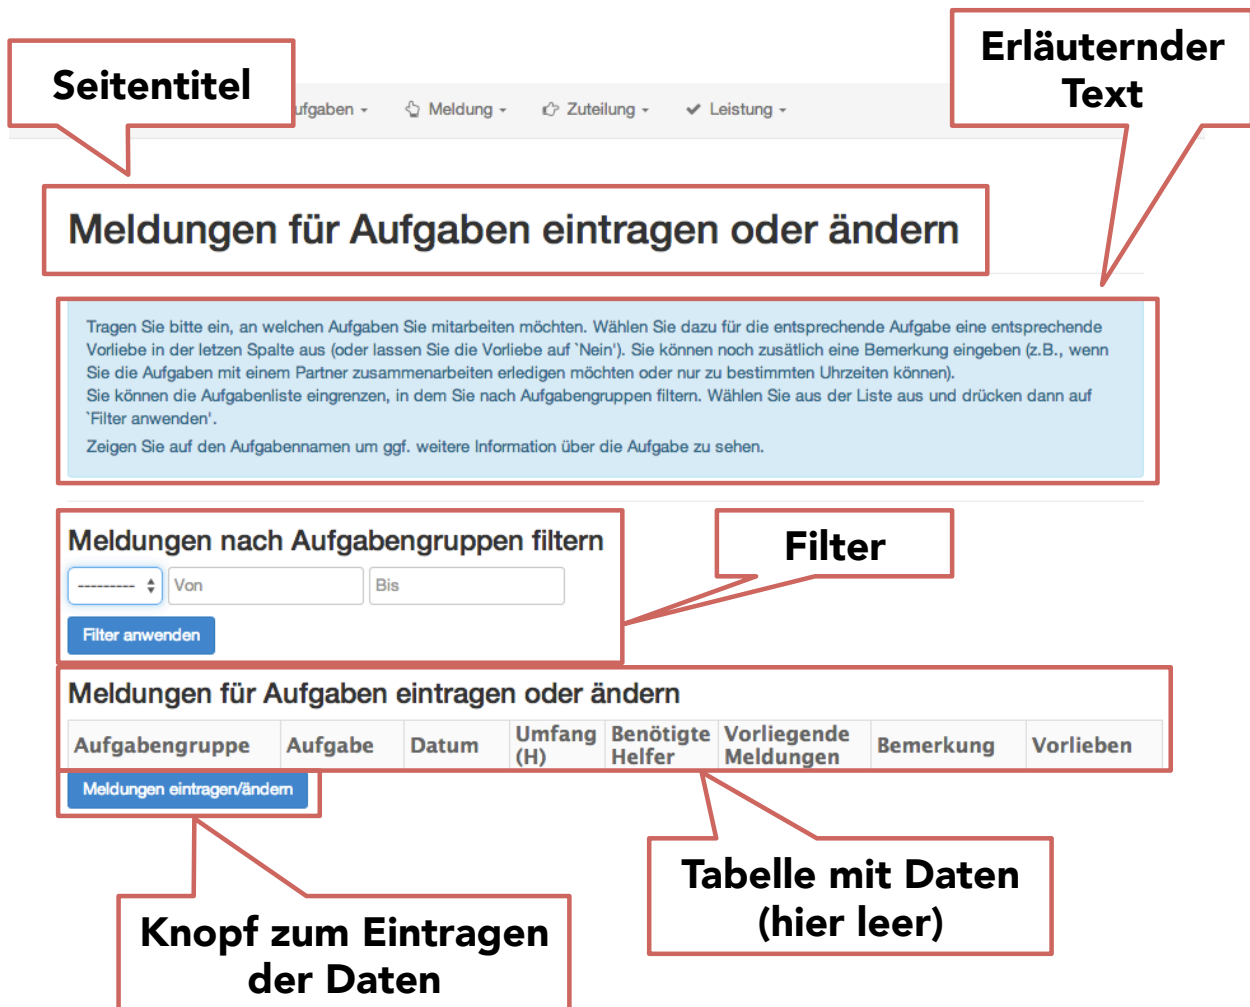 Seitentitel
Erläuternder
Text
ufgaben
Meldung
Zuteilung
Leistung
Meldungen für Aufgaben eintragen oder ändern
Tragen Sie bitte ein, an welchen Aufgaben Sie mitarbeiten möchten. Wählen Sie dazu für die entsprechende Aufgabe eine entsprechende
Vorliebe in der letzen Spalte aus (oder lassen Sie die Vorliebe auf `Nein'). Sie können noch zusätlich eine Bemerkung eingeben (z.B., wenn
Sie die Aufgaben mit einem Partner zusammenarbeiten erledigen möchten oder nur zu bestimmten Uhrzeiten können).
Sie können die Aufgabenliste eingrenzen, in dem Sie nach Aufgabengruppen filtern. Wählen Sie aus der Liste aus und drücken dann auf
`Filter anwenden'.
Zeigen Sie auf den Aufgabennamen um ggf. weitere Information über die Aufgabe zu sehen.
Meldungen nach Aufgabengruppen filtern
Filter
--------- Von Bis
Filter anwenden
Meldungen für Aufgaben eintragen oder ändern
Aufgabengruppe Aufgabe Datum Umfang (H) Benötigte Helfer Vorliegende Meldungen Bemerkung Vorlieben
Meldungen eintragen/ändern
Tabelle mit Daten
(hier leer)
Knopf zum Eintragen
der Daten